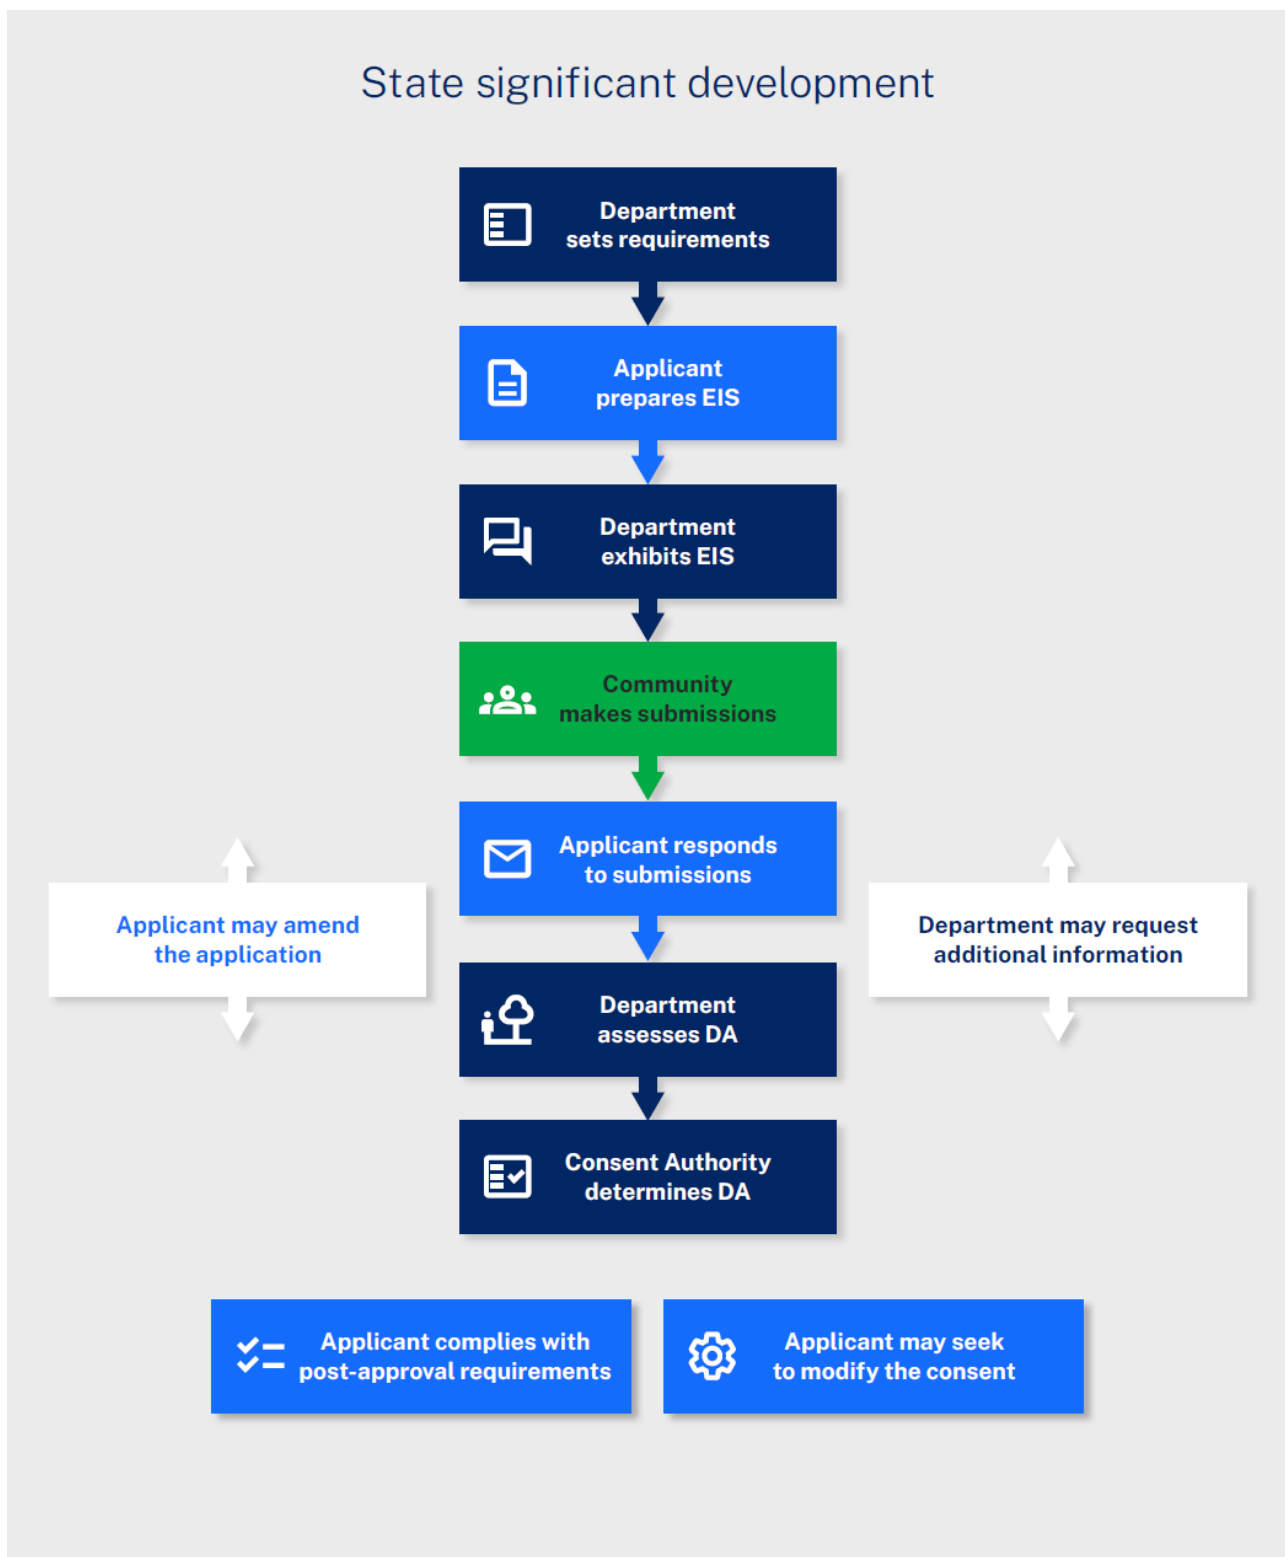 State significant development
Department
sets requirements
Applicant
prepares EIS
Department
exhibits EIS
Community
makes submissions
Applicant responds
to submissions
Applicant may amend
the application
Department may request
additional information
Department
assesses DA
Consent Authority
determines DA
Applicant complies with
post-approval requirements
Applicant may seek
to modify the consent